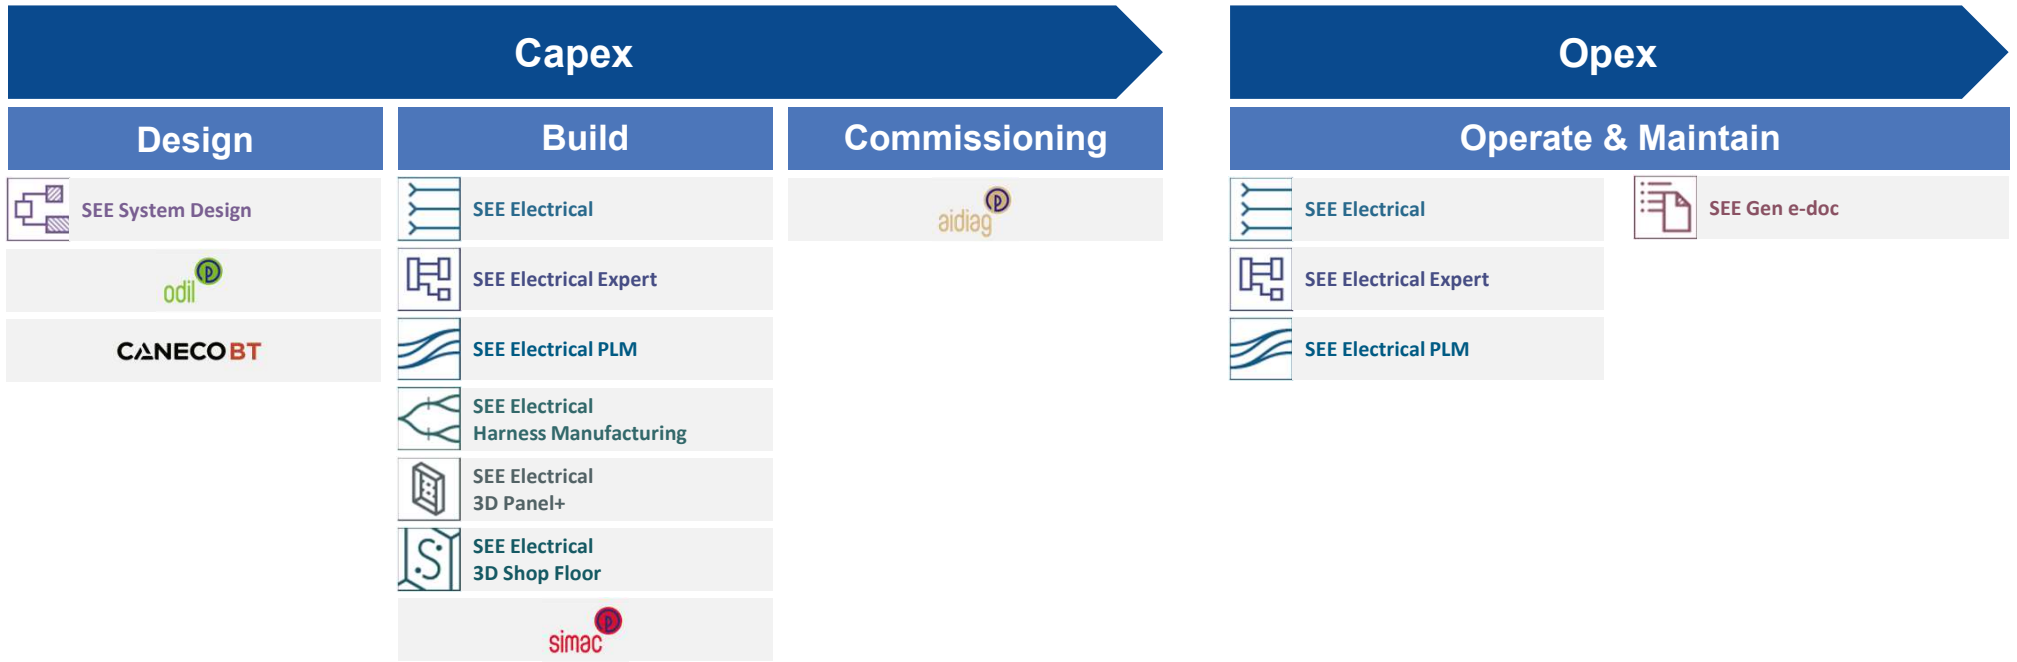 Capex
Opex
Design
Build
Commissioning
Operate & Maintain
SEE System Design
odil
CANECO BT
SEE Electrical
SEE Electrical Expert
SEE Electrical PLM
SEE Electrical
Harness Manufacturing
SEE Electrical
3D Panel+
SEE Electrical
3D Shop Floor
simac
aidiag
SEE Electrical
SEE Electrical Expert
SEE Electrical PLM
SEE Gen e-doc